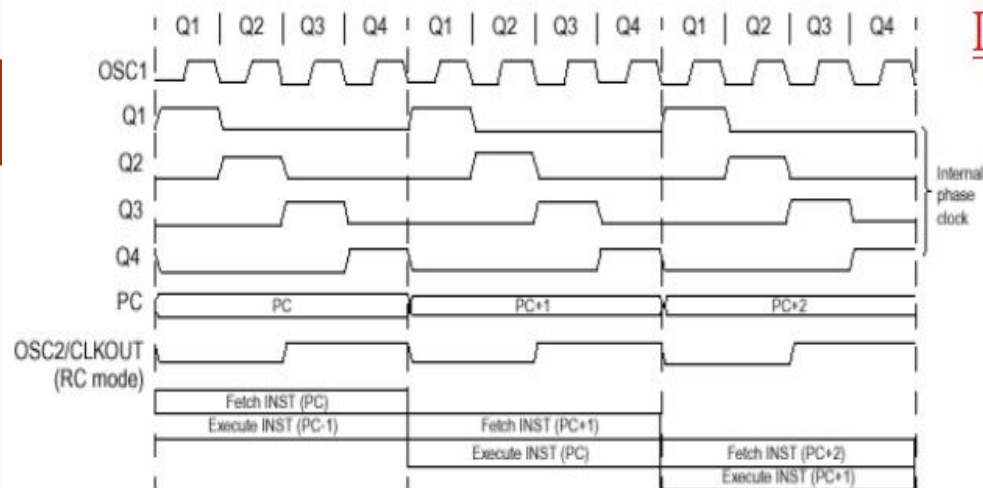 Q1 | Q2 | Q3 | Q4 | Q1 | Q2 | Q3 | Q4 | Q1 | Q2 | Q3 | Q4
OSC1
Q1
Q2
Q3
Q4
Internal
phase
clock
PC PC PC+1 PC+2
OSC2/CLKOUT
(RC mode)
Fetch INST (PC)
Execute INST (PC-1) Fetch INST (PC+1)
Execute INST (PC) Fetch INST (PC+2)
Execute INST (PC+1)